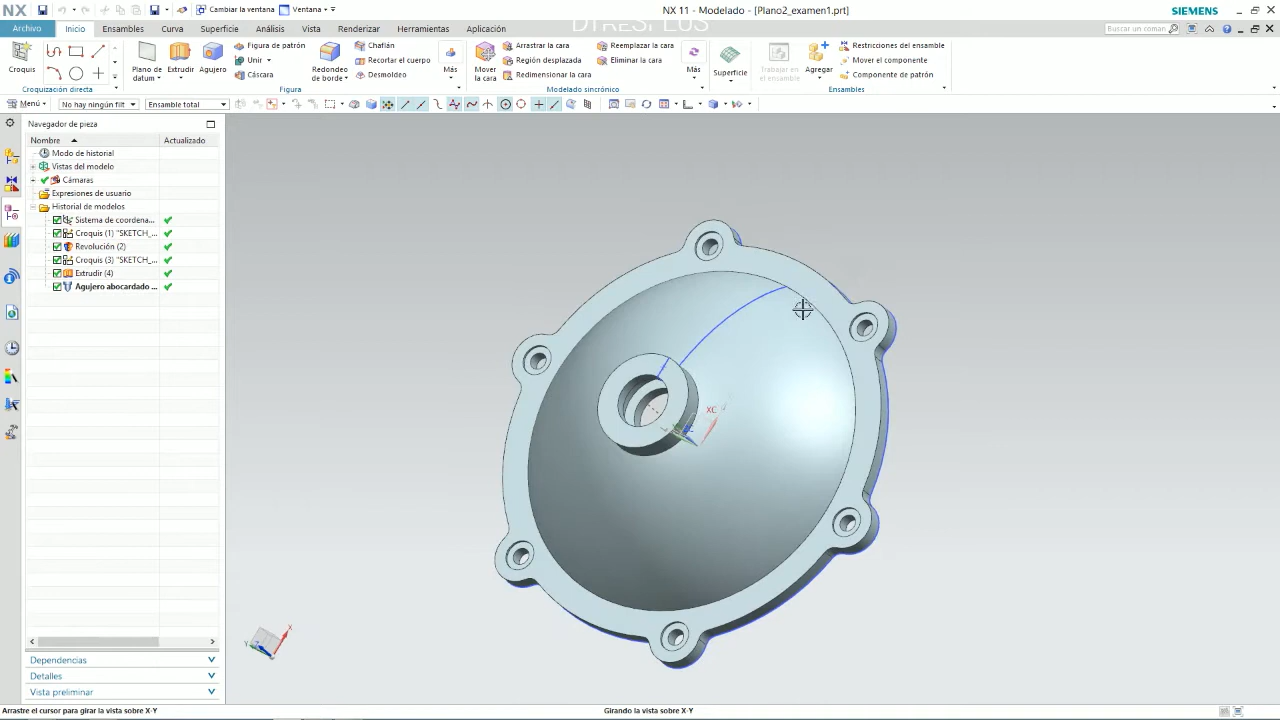 NX
Cambiar la ventana
Ventana
NX 11 - Modelado - [Plano2_examen1.prt]
SIEMENS
DTRESPLUS
Archivo
Inicio
Ensambles
Curva
Superficie
Análisis
Vista
Renderizar
Herramientas
Aplicación
Buscar un coman
Croquis
Croquización directa
Plano de datum
Extrudir
Agujero
Figura de patrón
Unir
Cáscara
Redondeo de borde
Chaflán
Recortar el cuerpo
Desmoldeo
Más
Figura
Mover la cara
Arrastrar la cara
Región desplazada
Redimensionar la cara
Reemplazar la cara
Eliminar la cara
Más
Modelado sincrónico
Superficie
Trabajar en el ensamble
Agregar
Restricciones del ensamble
Mover el componente
Componente de patrón
Ensambles
Menú
No hay ningún filt
Ensamble total
Navegador de pieza
Nombre
Actualizado
Modo de historial
Vistas del modelo
Cámaras
Expresiones de usuario
Historial de modelos
Sistema de coordena...
Croquis (1) "SKETCH_...
Revolución (2)
Croquis (3) "SKETCH_...
Extrudir (4)
Agujero abocardado ...
XC
X
Y
Z
Dependencias
Detalles
Vista preliminar
Arrastre el cursor para girar la vista sobre X-Y
Girando la vista sobre X-Y